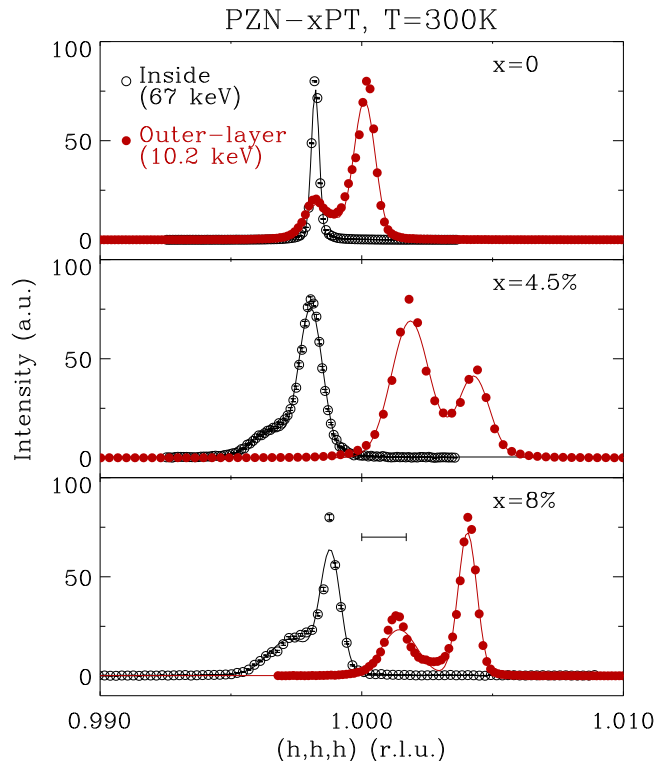 PZN-xPT, T=300K
100
x=0
Inside
(67 keV)
Outer-layer
(10.2 keV)
50
0
100
x=4.5%
50
0
100
x=8%
50
0
Intensity (a.u.)
0.990
1.000
1.010
(h,h,h) (r.l.u.)